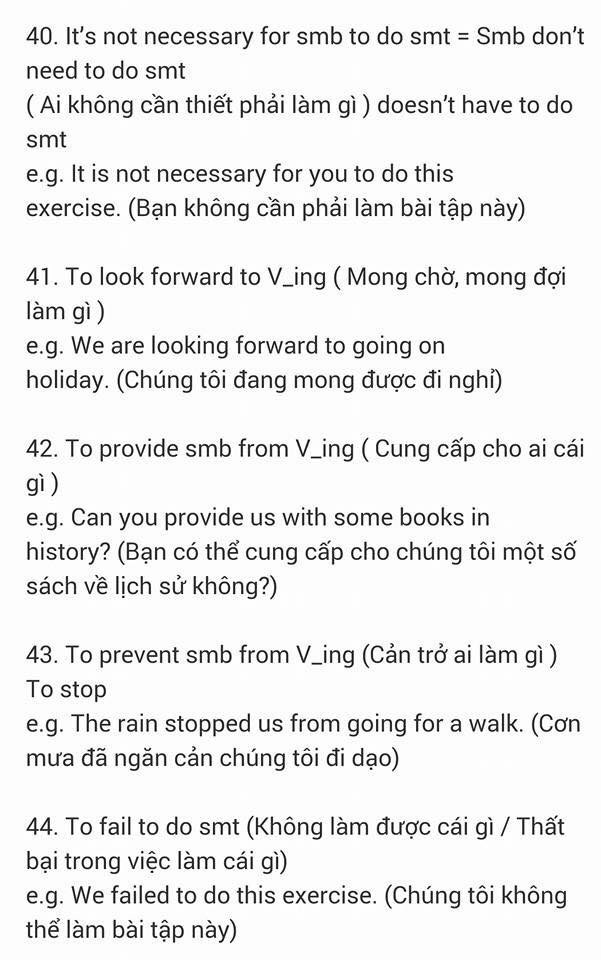 40. It’s not necessary for smb to do smt = Smb don’t
need to do smt
( Ai không cần thiết phải làm gì ) doesn’t have to do
smt
e.g. It is not necessary for you to do this
exercise. (Bạn không cần phải làm bài tập này)
41. To look forward to V_ing ( Mong chờ, mong đợi
làm gì )
e.g. We are looking forward to going on
holiday. (Chúng tôi đang mong được đi nghỉ)
42. To provide smb from V_ing ( Cung cấp cho ai cái
gì )
e.g. Can you provide us with some books in
history? (Bạn có thể cung cấp cho chúng tôi một số
sách về lịch sử không?)
43. To prevent smb from V_ing (Cản trở ai làm gì )
To stop
e.g. The rain stopped us from going for a walk. (Cơn
mưa đã ngăn cản chúng tôi đi dạo)
44. To fail to do smt (Không làm được cái gì / Thất
bại trong việc làm cái gì)
e.g. We failed to do this exercise. (Chúng tôi không
thể làm bài tập này)